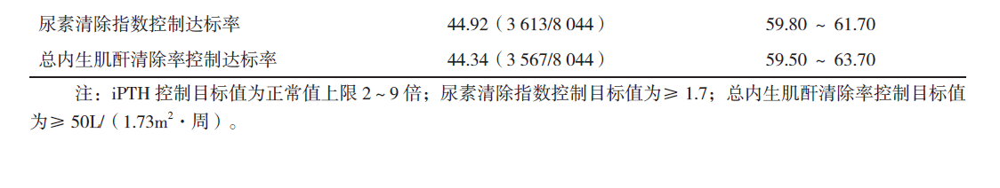 尿素清除指数控制达标率 44.92（3 613/8 044） 59.80 ~ 61.70
总内生肌酐清除率控制达标率 44.34（3 567/8 044） 59.50 ~ 63.70
注：iPTH 控制目标值为正常值上限 2 ~ 9 倍；尿素清除指数控制目标值为≥ 1.7；总内生肌酐清除率控制目标值
为≥ 50L/（1.73m²·周）。